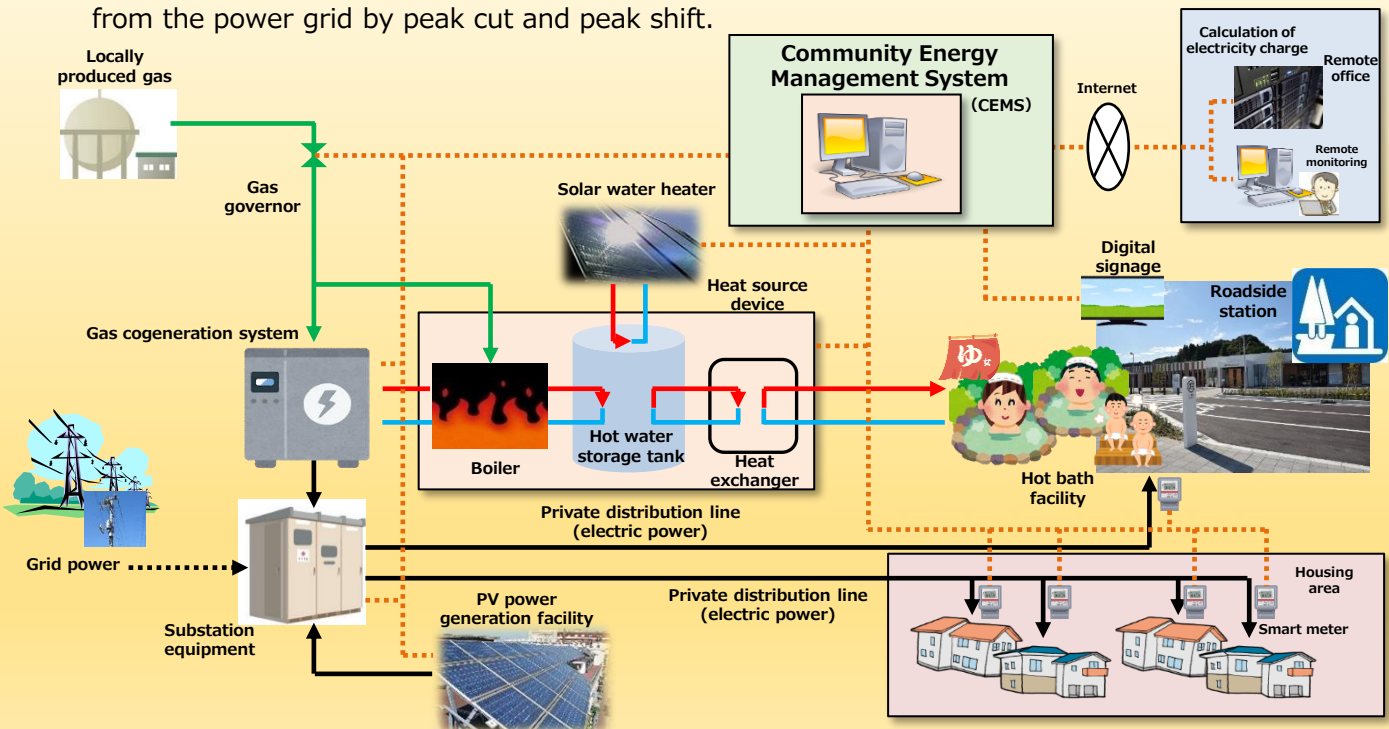 from the power grid by peak cut and peak shift.
Locally
produced gas
Community Energy
Management System
(CEMS)
Internet
Calculation of
electricity charge
Remote
office
Remote
monitoring
Gas
governor
Solar water heater
Heat source
device
Digital
signage
Roadside
station
Gas cogeneration system
ゆ
Boiler
Hot water
storage tank
Heat
exchanger
Hot bath
facility
Private distribution line
(electric power)
Grid power
Substation
equipment
PV power
generation facility
Private distribution line
(electric power)
Housing
area
Smart meter